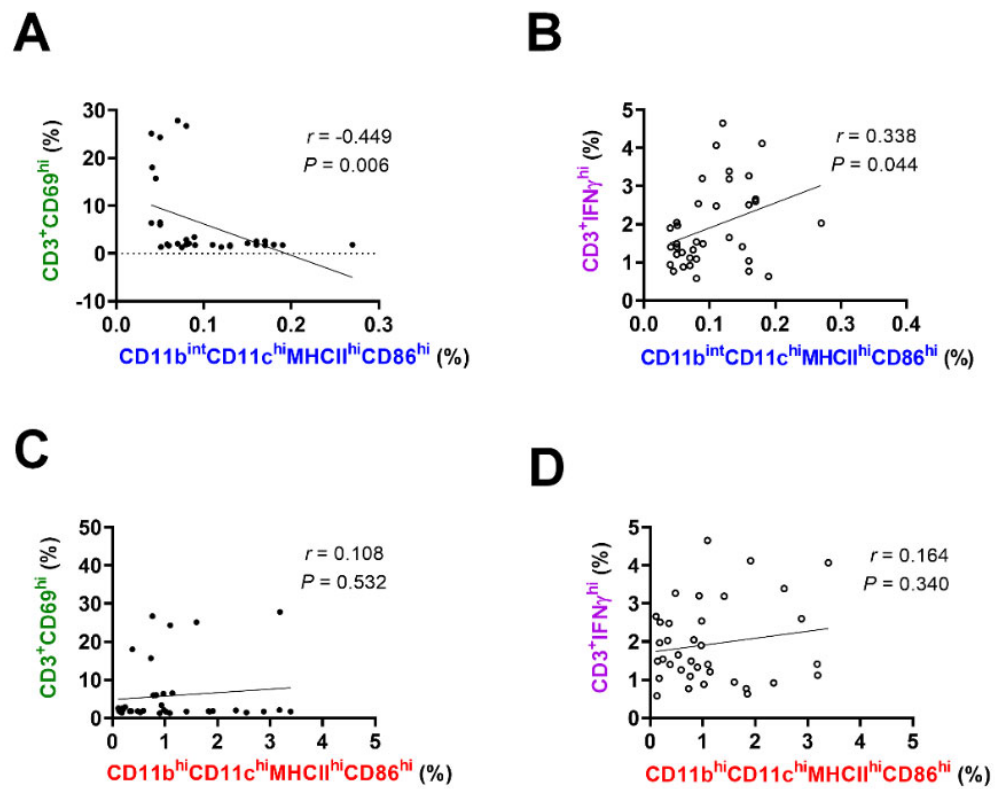 A
CD3⁺CD69ʰⁱ (%)
30
20
10
0
-10
r = -0.449
P = 0.006
0.0 0.1 0.2 0.3
CD11bⁱⁿᵗCD11cʰⁱMHCIIʰⁱCD86ʰⁱ (%)
B
CD3⁺IFNγʰⁱ (%)
5
4
3
2
1
0
r = 0.338
P = 0.044
0.0 0.1 0.2 0.3 0.4
CD11bⁱⁿᵗCD11cʰⁱMHCIIʰⁱCD86ʰⁱ (%)
C
CD3⁺CD69ʰⁱ (%)
50
40
30
20
10
0
r = 0.108
P = 0.532
0 1 2 3 4 5
CD11bʰⁱCD11cʰⁱMHCIIʰⁱCD86ʰⁱ (%)
D
CD3⁺IFNγʰⁱ (%)
5
4
3
2
1
0
r = 0.164
P = 0.340
0 1 2 3 4 5
CD11bʰⁱCD11cʰⁱMHCIIʰⁱCD86ʰⁱ (%)